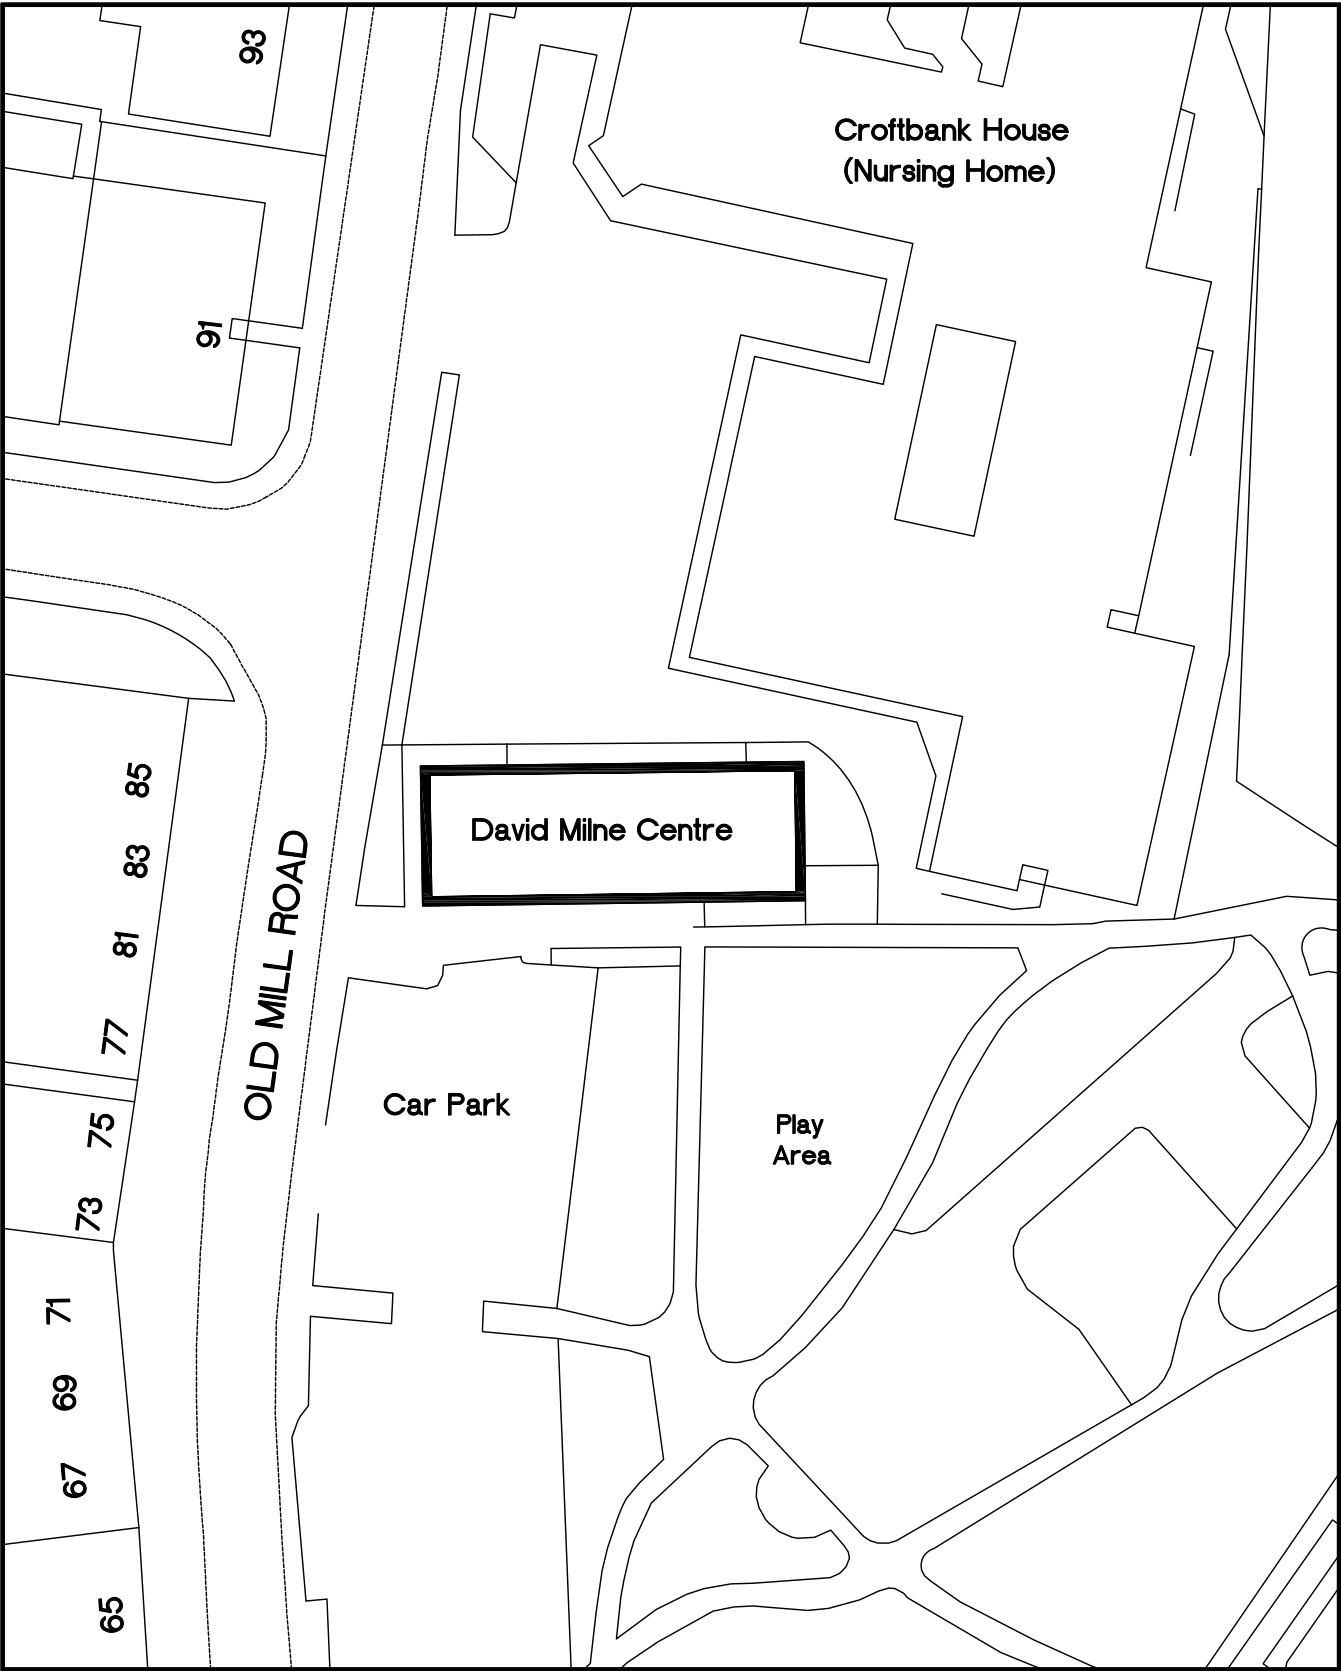 93
Croftbank House
(Nursing Home)
91
85
David Milne Centre
83
OLD MILL ROAD
81
77
75
Car Park
Play
Area
73
71
69
67
65